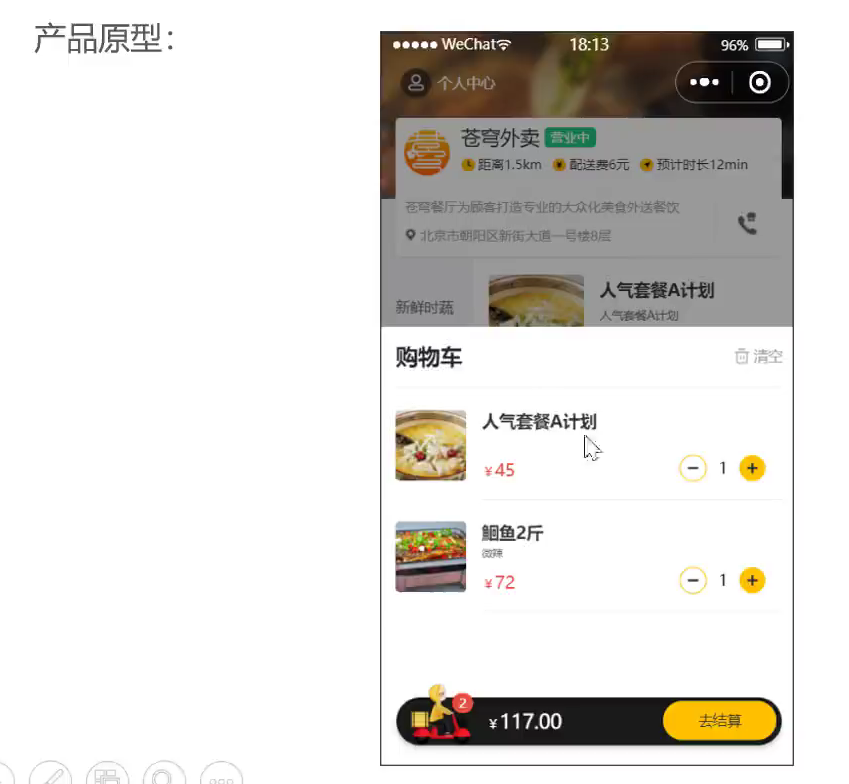 产品原型：
WeChat 18:13 96%
个人中心
苍穹外卖 营业中
距离1.5km 配送费6元 预计时长12min
苍穹餐厅为顾客打造专业的大众化美食外送餐饮
北京市朝阳区新街大道一号楼8层
人气套餐A计划
新鲜时蔬
人气套餐A计划
购物车 清空
人气套餐A计划
¥45 1
鮰鱼2斤
微辣
¥72 1
2
¥117.00 去结算